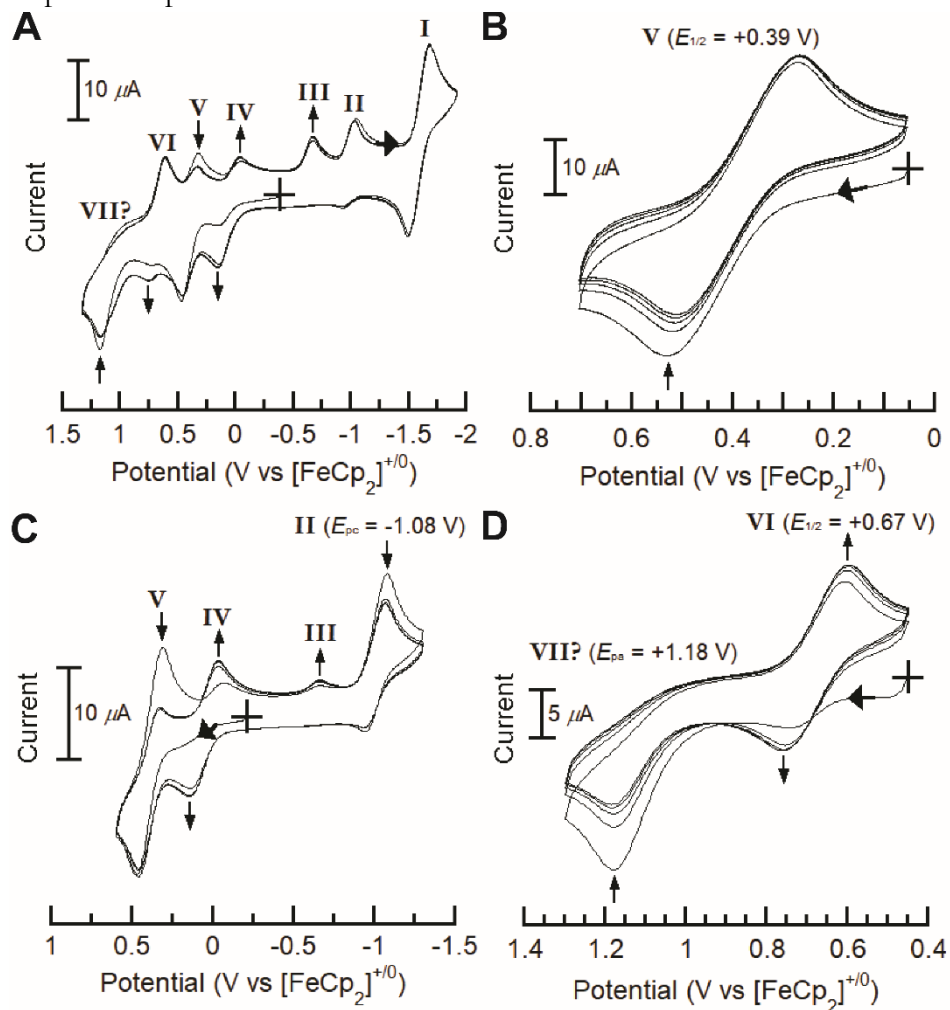 A
I
10 μA
III
II
V
IV
VI
VII?
Current
1.5 1 0.5 0 -0.5 -1 -1.5 -2
Potential (V vs [FeCp2]+/0)
B
V (E1/2 = +0.39 V)
10 μA
Current
0.8 0.6 0.4 0.2 0
Potential (V vs [FeCp2]+/0)
C
II (Epc = -1.08 V)
V
IV
III
10 μA
Current
1 0.5 0 -0.5 -1 -1.5
Potential (V vs [FeCp2]+/0)
D
VI (E1/2 = +0.67 V)
VII? (Epa = +1.18 V)
5 μA
Current
1.4 1.2 1 0.8 0.6 0.4
Potential (V vs [FeCp2]+/0)